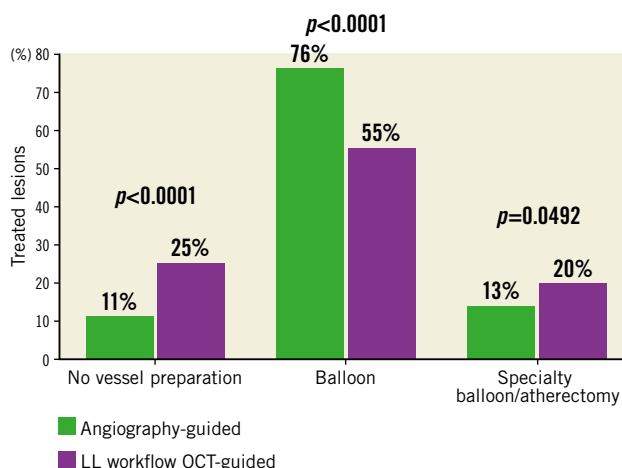 p<0.0001
(%) 80
76%
70
60
55%
50
p<0.0001
40
p=0.0492
Treated lesions
30
25%
20%
20
11%
13%
10
0
No vessel preparation
Balloon
Specialty
balloon/atherectomy
Angiography-guided
LL workflow OCT-guided